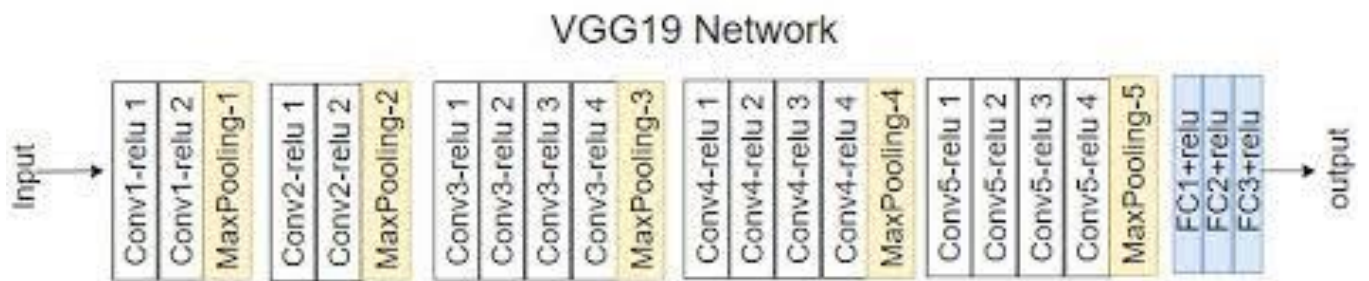 VGG19 Network
Input
Conv1-relu 1
Conv1-relu 2
MaxPooling-1
Conv2-relu 1
Conv2-relu 2
MaxPooling-2
Conv3-relu 1
Conv3-relu 2
Conv3-relu 3
Conv3-relu 4
MaxPooling-3
Conv4-relu 1
Conv4-relu 2
Conv4-relu 3
Conv4-relu 4
MaxPooling-4
Conv5-relu 1
Conv5-relu 2
Conv5-relu 3
Conv5-relu 4
MaxPooling-5
FC1+relu
FC2+relu
FC3+relu
output